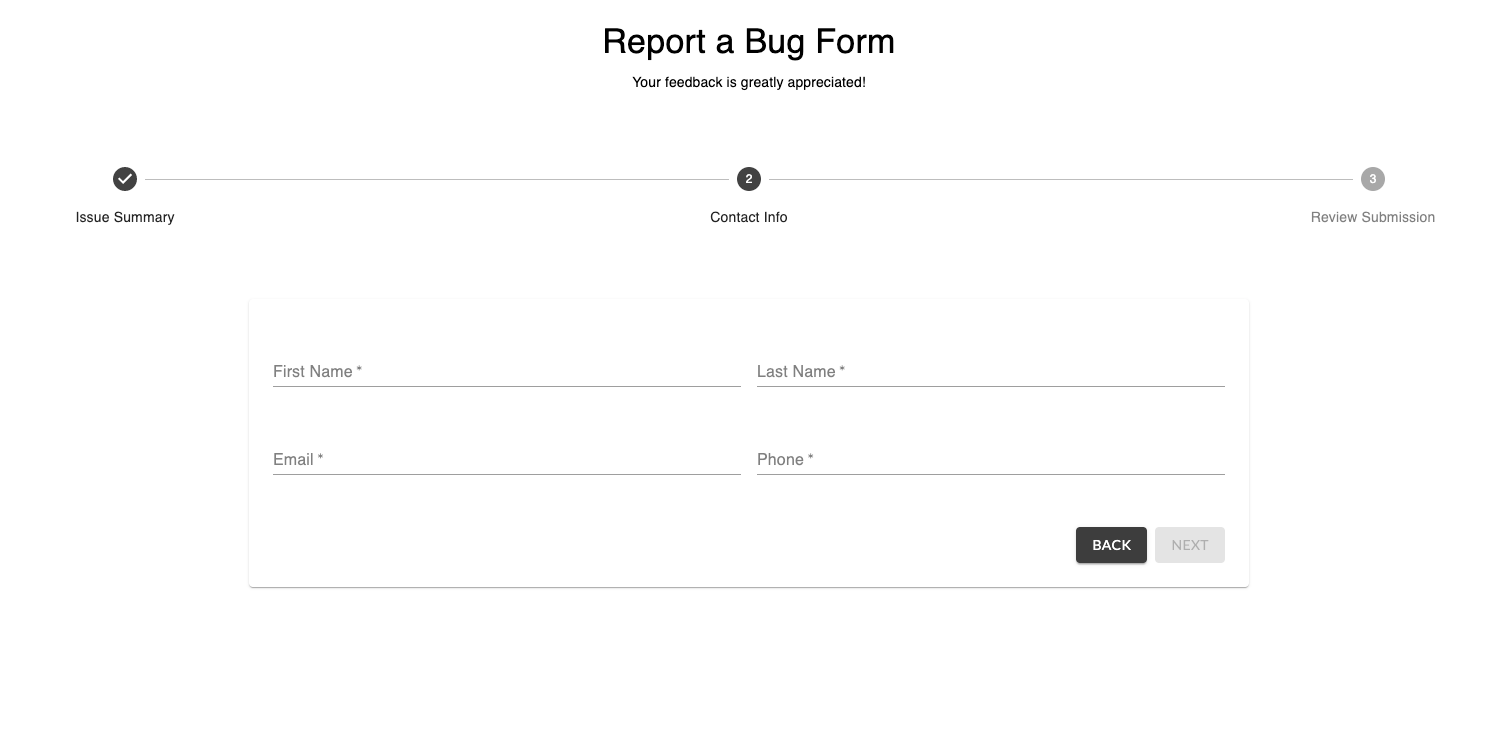 Report a Bug Form
Your feedback is greatly appreciated!
2
3
Issue Summary
Contact Info
Review Submission
First Name *
Last Name *
Email *
Phone *
BACK
NEXT